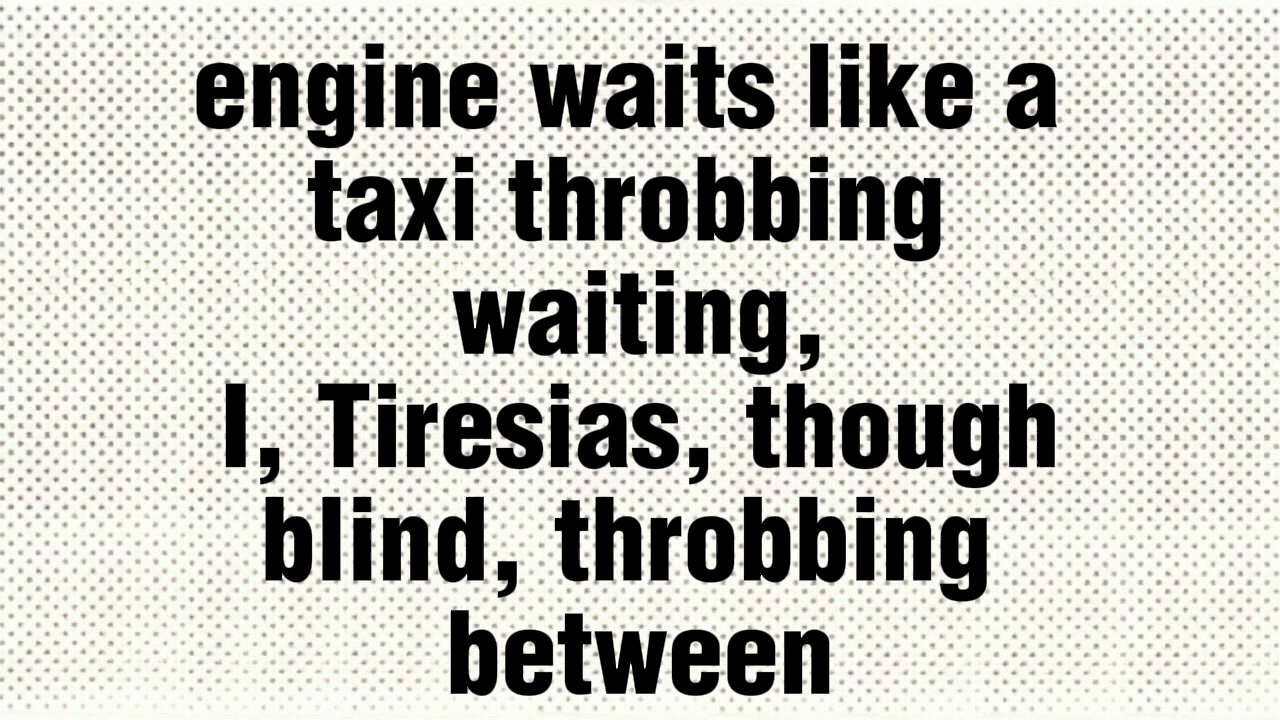 engine waits like a
taxi throbbing
waiting,
I, Tiresias, though
blind, throbbing
between